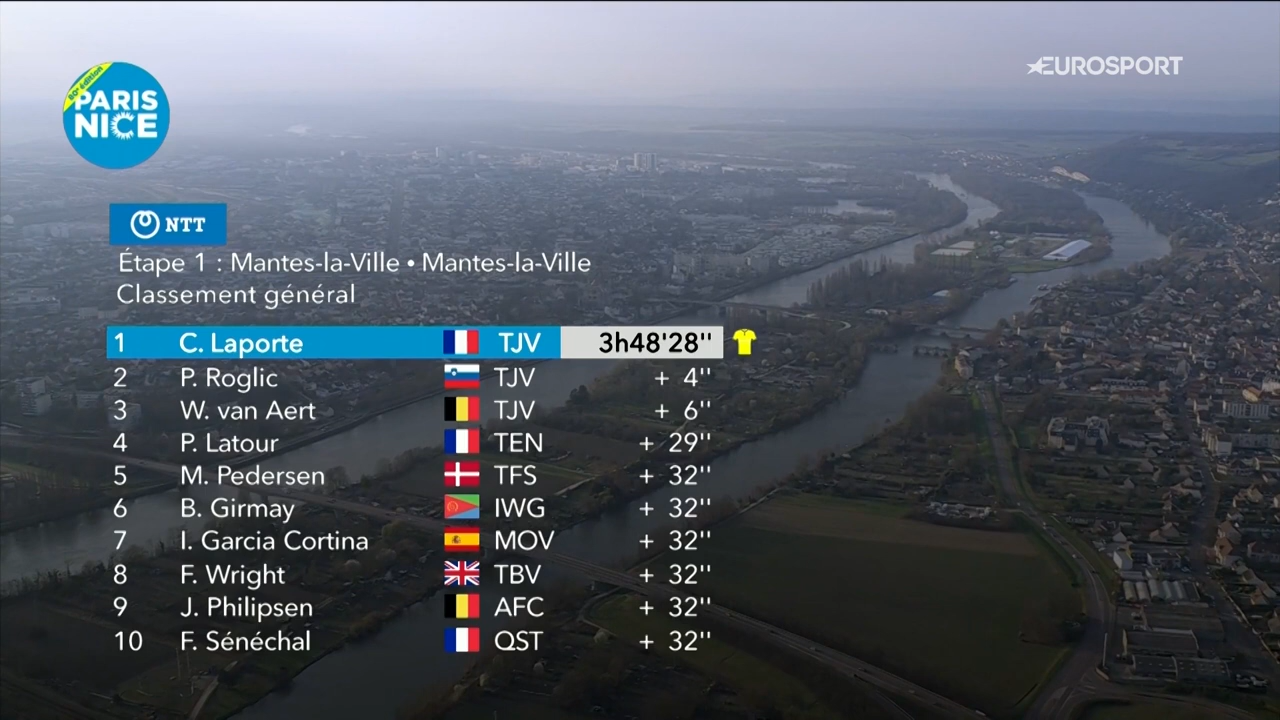 80e édition
PARIS
NICE
EUROSPORT
NTT
Étape 1 : Mantes-la-Ville • Mantes-la-Ville
Classement général
1 C. Laporte TJV 3h48'28''
2 P. Roglic TJV + 4''
3 W. van Aert TJV + 6''
4 P. Latour TEN + 29''
5 M. Pedersen TFS + 32''
6 B. Girmay IWG + 32''
7 I. Garcia Cortina MOV + 32''
8 F. Wright TBV + 32''
9 J. Philipsen AFC + 32''
10 F. Sénéchal QST + 32''